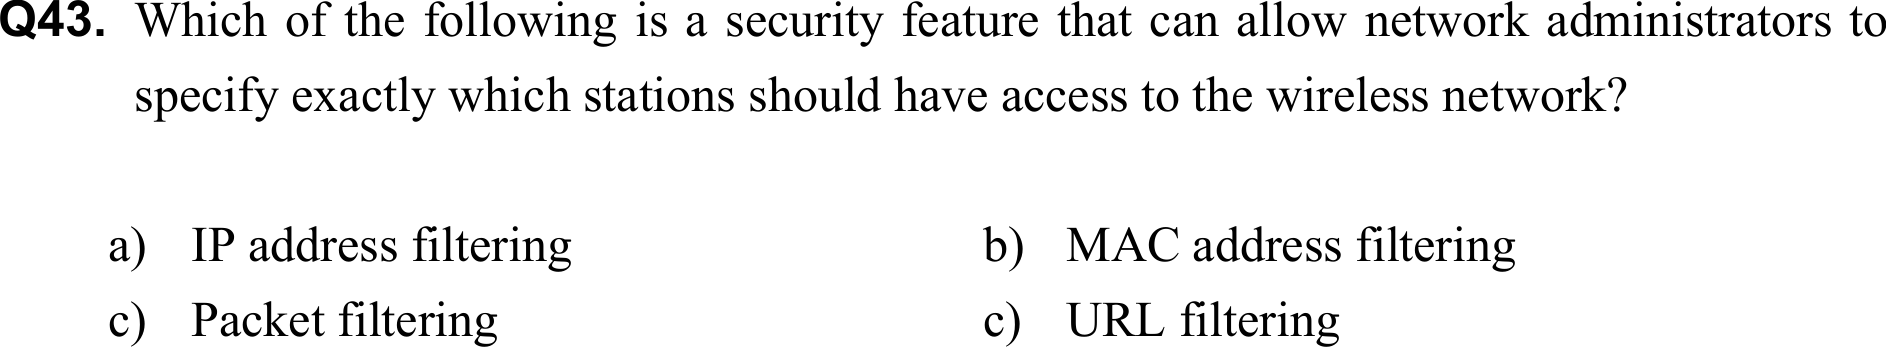 Q43. Which of the following is a security feature that can allow network administrators to
specify exactly which stations should have access to the wireless network?
a) IP address filtering b) MAC address filtering
c) Packet filtering c) URL filtering